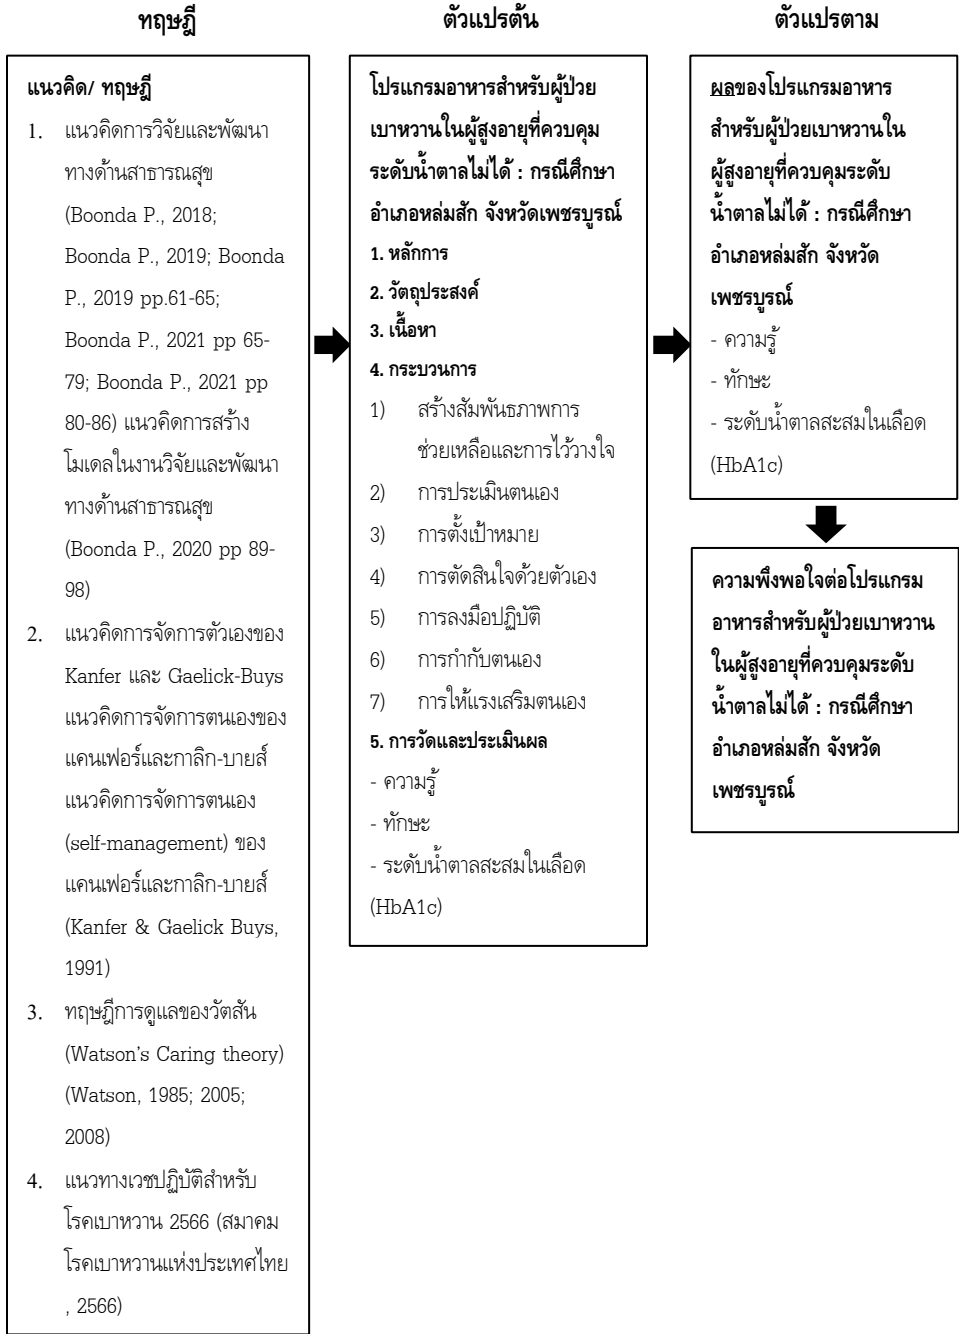 ทฤษฎี
แนวคิด/ ทฤษฎี
1. แนวคิดการวิจัยและพัฒนา
ทางด้านสาธารณสุข
(Boonda P., 2018;
Boonda P., 2019; Boonda
P., 2019 pp.61-65;
Boonda P., 2021 pp 65-
79; Boonda P., 2021 pp
80-86) แนวคิดการสร้าง
โมเดลในงานวิจัยและพัฒนา
ทางด้านสาธารณสุข
(Boonda P., 2020 pp 89-
98)
2. แนวคิดการจัดการตัวเองของ
Kanfer และ Gaelick-Buys
แนวคิดการจัดการตนเองของ
แคนเฟอร์และกาลิก-บายส์
แนวคิดการจัดการตนเอง
(self-management) ของ
แคนเฟอร์และกาลิก-บายส์
(Kanfer & Gaelick Buys,
1991)
3. ทฤษฎีการดูแลของวัตสัน
(Watson’s Caring theory)
(Watson, 1985; 2005;
2008)
4. แนวทางเวชปฏิบัติสำหรับ
โรคเบาหวาน 2566 (สมาคม
โรคเบาหวานแห่งประเทศไทย
, 2566)
ตัวแปรต้น
โปรแกรมอาหารสำหรับผู้ป่วย
เบาหวานในผู้สูงอายุที่ควบคุม
ระดับน้ำตาลไม่ได้ : กรณีศึกษา
อำเภอหล่มสัก จังหวัดเพชรบูรณ์
1. หลักการ
2. วัตถุประสงค์
3. เนื้อหา
4. กระบวนการ
1) สร้างสัมพันธภาพการ
ช่วยเหลือและการไว้วางใจ
2) การประเมินตนเอง
3) การตั้งเป้าหมาย
4) การตัดสินใจด้วยตัวเอง
5) การลงมือปฏิบัติ
6) การกำกับตนเอง
7) การให้แรงเสริมตนเอง
5. การวัดและประเมินผล
- ความรู้
- ทักษะ
- ระดับน้ำตาลสะสมในเลือด
(HbA1c)
ตัวแปรตาม
ผลของโปรแกรมอาหาร
สำหรับผู้ป่วยเบาหวานใน
ผู้สูงอายุที่ควบคุมระดับ
น้ำตาลไม่ได้ : กรณีศึกษา
อำเภอหล่มสัก จังหวัด
เพชรบูรณ์
- ความรู้
- ทักษะ
- ระดับน้ำตาลสะสมในเลือด
(HbA1c)
ความพึงพอใจต่อโปรแกรม
อาหารสำหรับผู้ป่วยเบาหวาน
ในผู้สูงอายุที่ควบคุมระดับ
น้ำตาลไม่ได้ : กรณีศึกษา
อำเภอหล่มสัก จังหวัด
เพชรบูรณ์